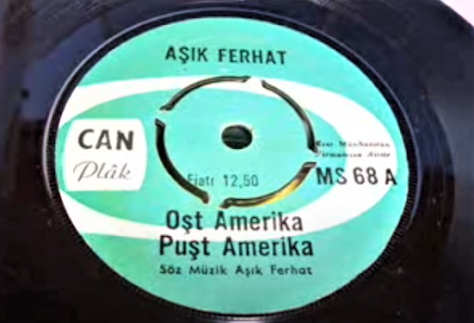 AŞIK FERHAT
CAN
Plâk
Fiatı 12,50
MS 68 A
Oşt Amerika
Puşt Amerika
Söz Müzik Aşık Ferhat